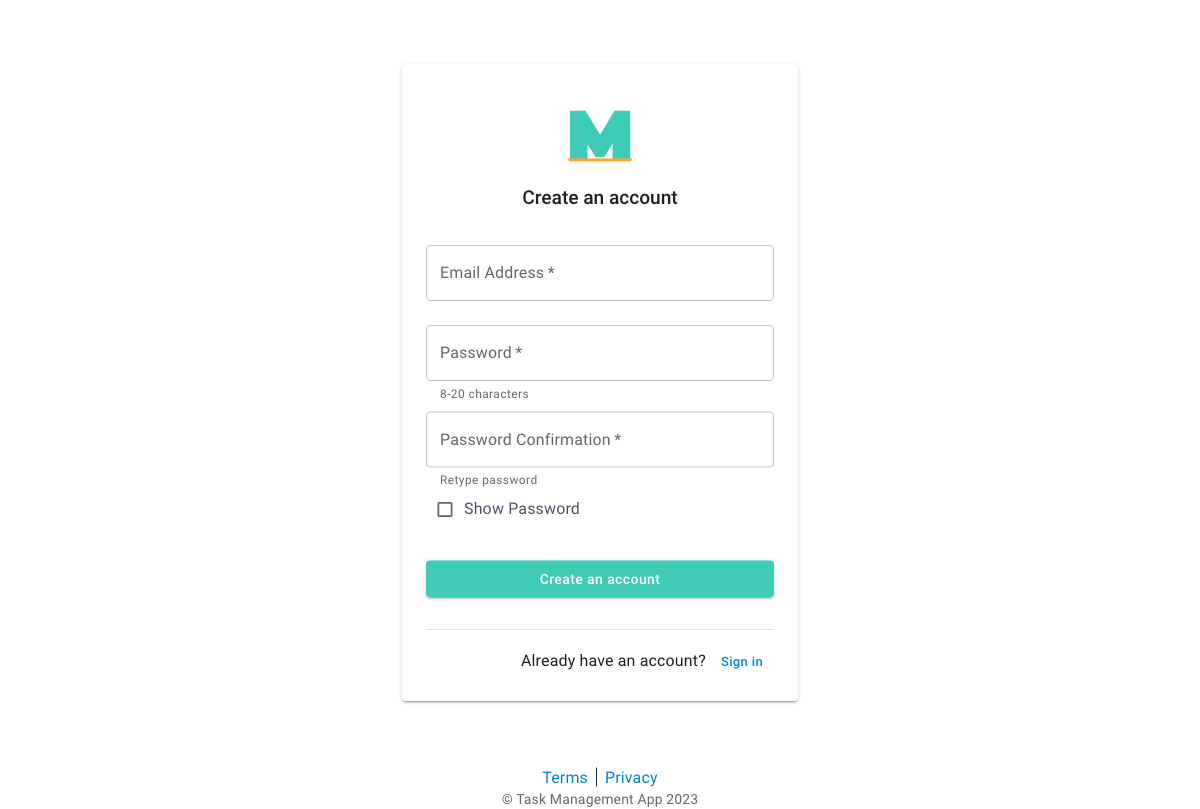 M
Create an account
Email Address *
Password *
8-20 characters
Password Confirmation *
Retype password
Show Password
Create an account
Already have an account? Sign in
Terms | Privacy
© Task Management App 2023